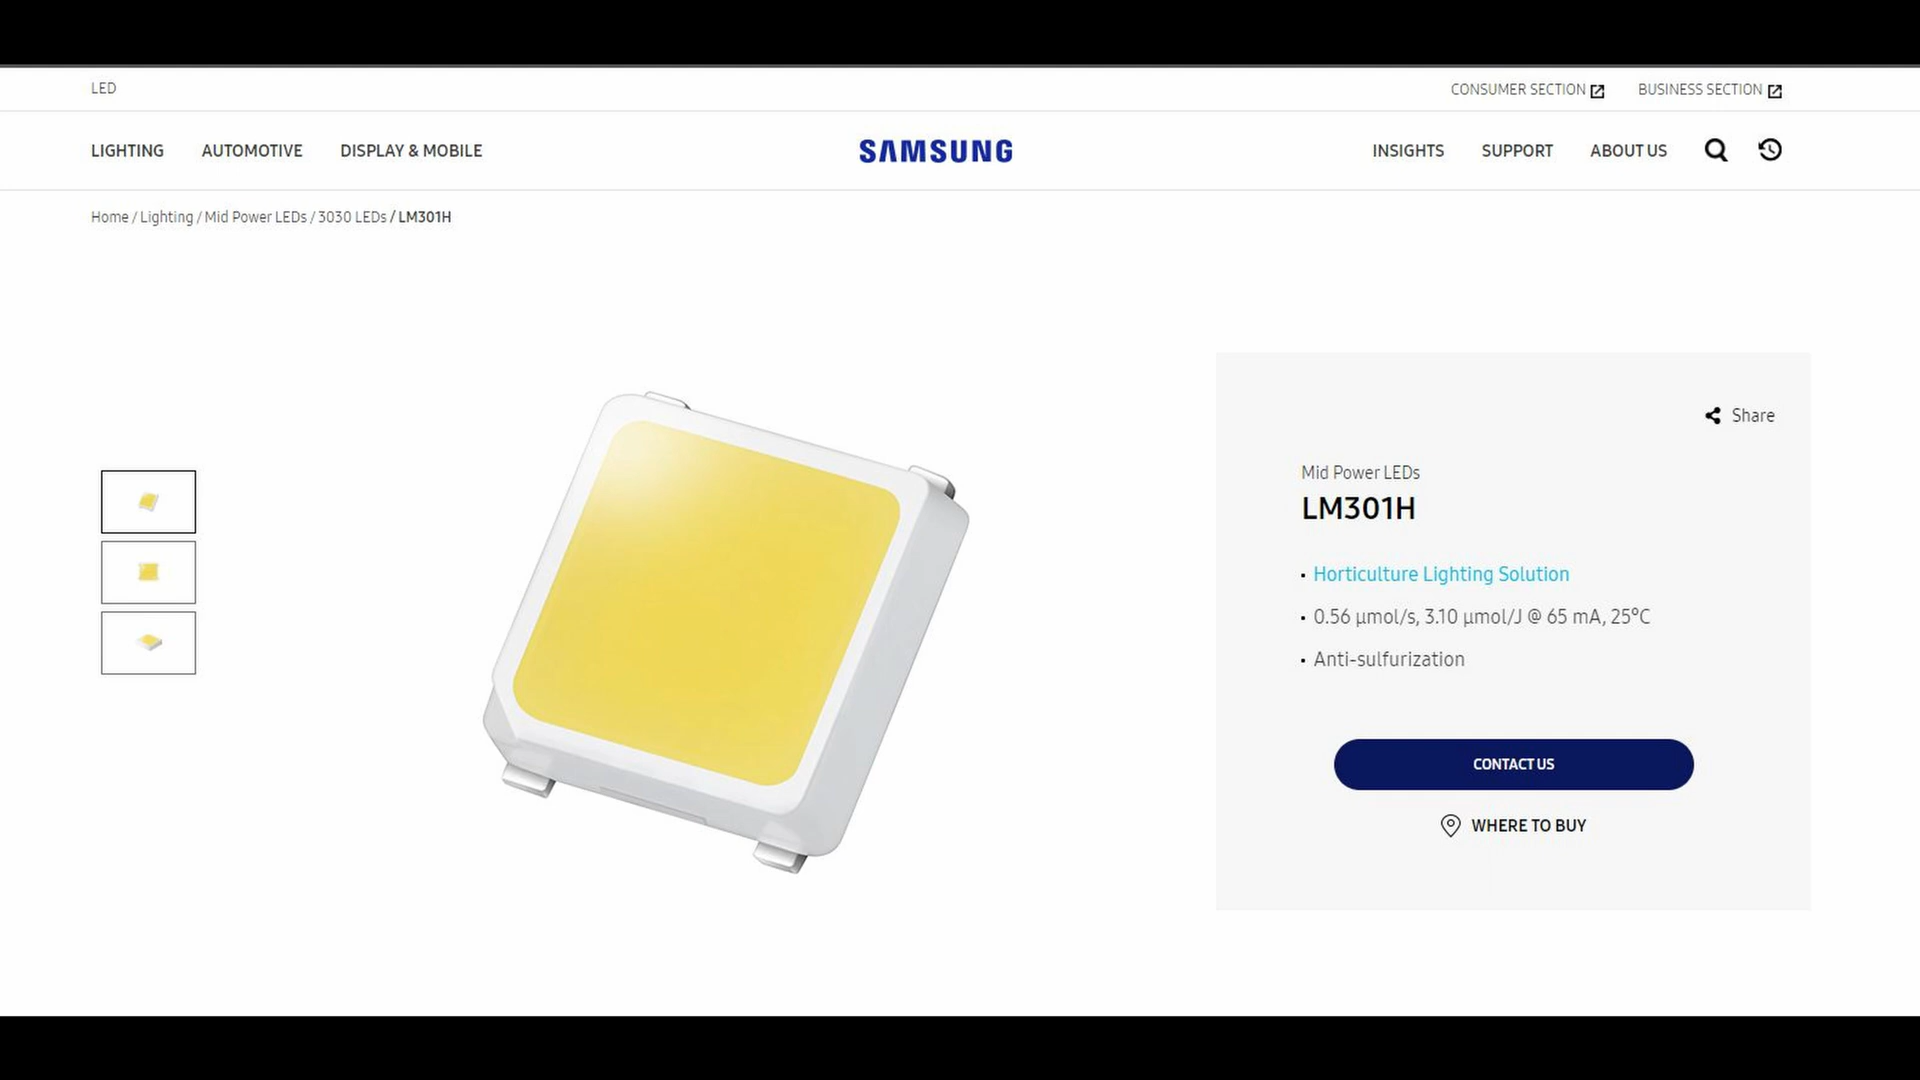 LED
CONSUMER SECTION
BUSINESS SECTION
LIGHTING
AUTOMOTIVE
DISPLAY & MOBILE
SAMSUNG
INSIGHTS
SUPPORT
ABOUT US
Home / Lighting / Mid Power LEDs / 3030 LEDs / LM301H
Share
Mid Power LEDs
LM301H
• Horticulture Lighting Solution
• 0.56 μmol/s, 3.10 μmol/J @ 65 mA, 25ºC
• Anti-sulfurization
CONTACT US
WHERE TO BUY